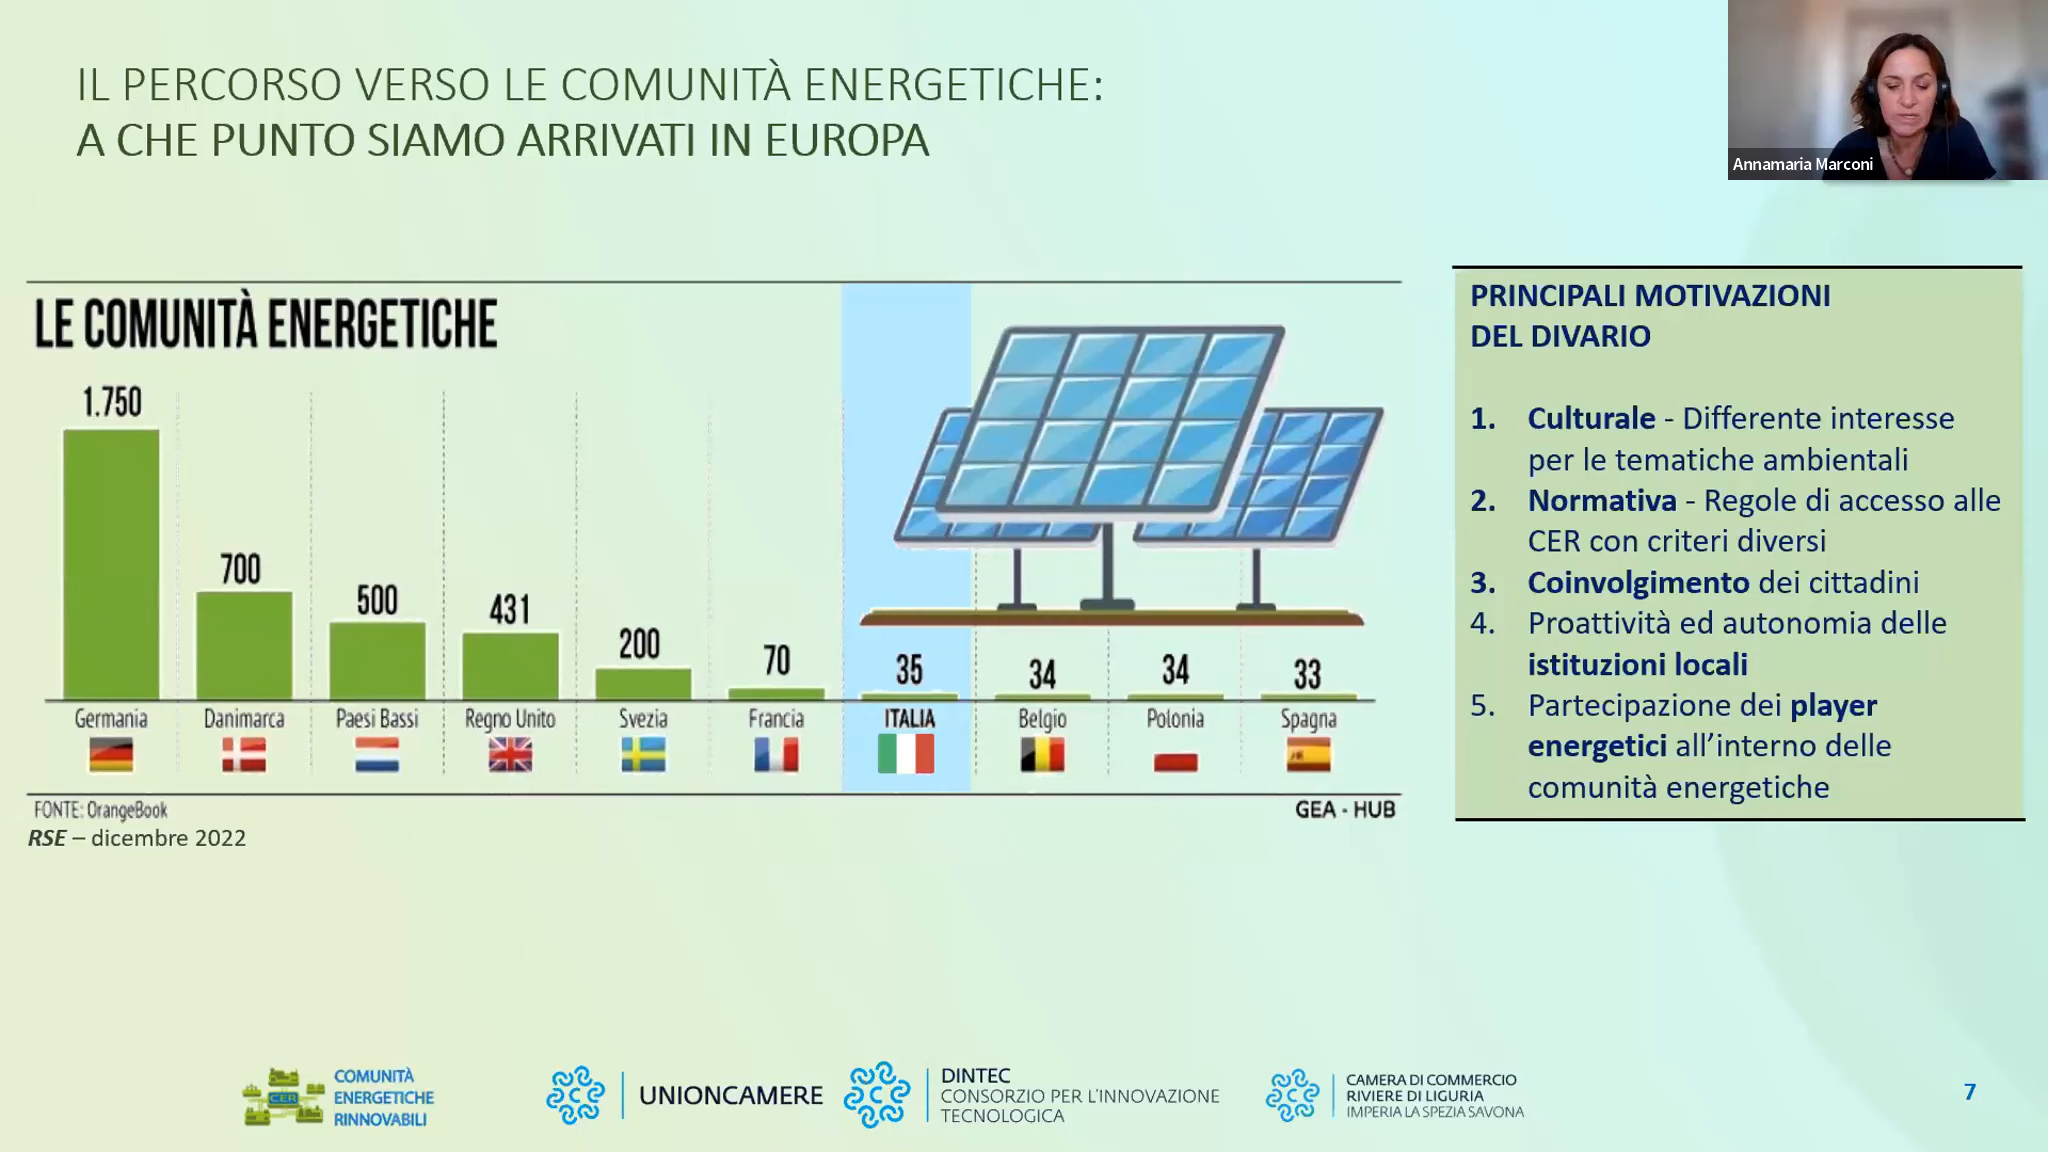 IL PERCORSO VERSO LE COMUNITÀ ENERGETICHE:
A CHE PUNTO SIAMO ARRIVATI IN EUROPA
Annamaria Marconi
LE COMUNITÀ ENERGETICHE
1.750
700
500
431
200
70
35
34
34
33
Germania
Danimarca
Paesi Bassi
Regno Unito
Svezia
Francia
ITALIA
Belgio
Polonia
Spagna
FONTE: OrangeBook
GEA - HUB
RSE – dicembre 2022
PRINCIPALI MOTIVAZIONI
DEL DIVARIO
1. Culturale - Differente interesse
per le tematiche ambientali
2. Normativa - Regole di accesso alle
CER con criteri diversi
3. Coinvolgimento dei cittadini
4. Proattività ed autonomia delle
istituzioni locali
5. Partecipazione dei player
energetici all’interno delle
comunità energetiche
CER
COMUNITÀ
ENERGETICHE
RINNOVABILI
UNIONCAMERE
DINTEC
CONSORZIO PER L'INNOVAZIONE
TECNOLOGICA
CAMERA DI COMMERCIO
RIVIERE DI LIGURIA
IMPERIA LA SPEZIA SAVONA
7